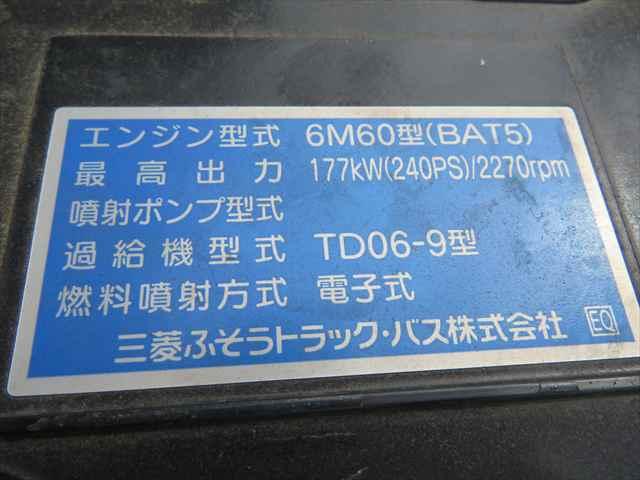 エンジン型式 6M60型(BAT5)
最高出力 177kW(240PS)/2270rpm
噴射ポンプ型式
過給機型式 TD06-9型
燃料噴射方式 電子式
三菱ふそうトラック・バス株式会社 EQ